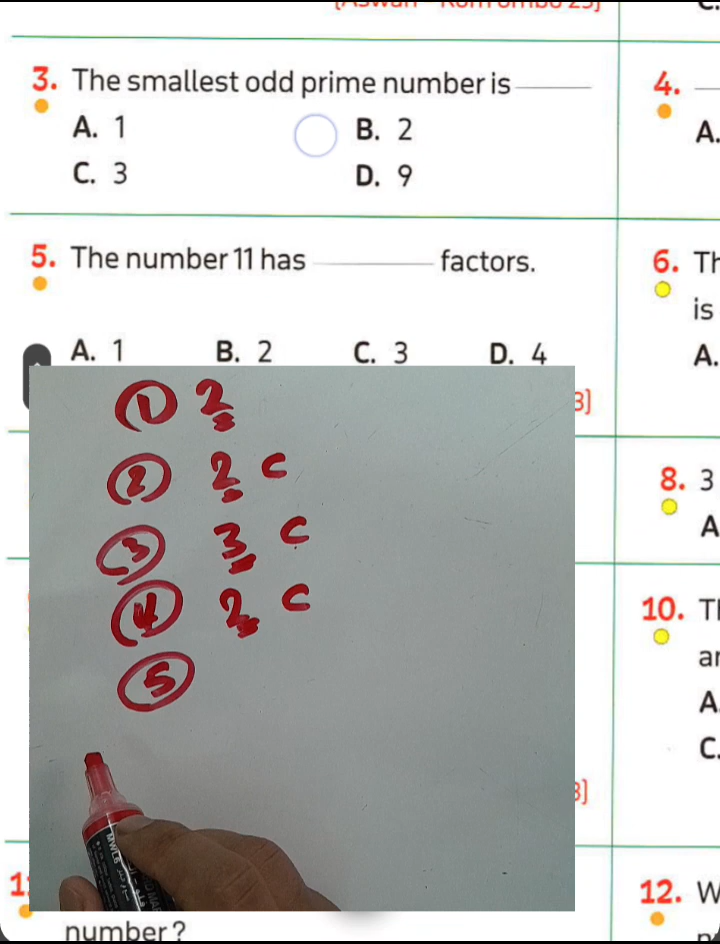 3. The smallest odd prime number is
A. 1
B. 2
C. 3
D. 9
4.
A.
5. The number 11 has factors.
A. 1 B. 2 C. 3 D. 4
6.
is
A.
3]
8. 3
A
10.
A.
C.
3]
12. W
number?
1 2
2 2 C
3 3 C
4 2 C
5
MWLB